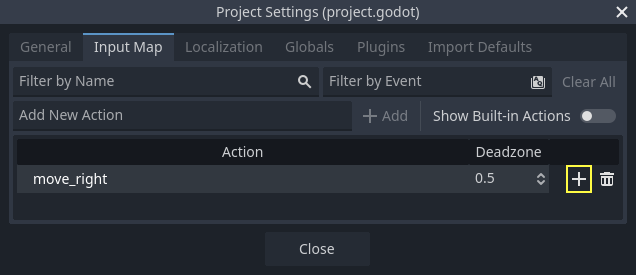 Project Settings (project.godot)
General Input Map Localization Globals Plugins Import Defaults
Filter by Name Filter by Event Clear All
Add New Action Add Show Built-in Actions
Action Deadzone
move_right 0.5
Close